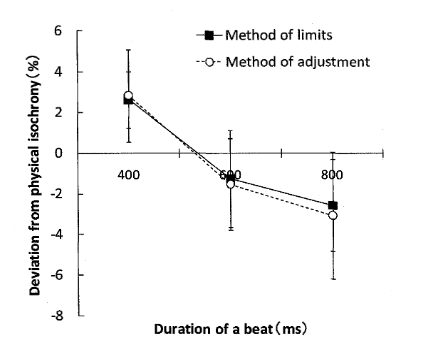 6
Method of limits
4
Method of adjustment
2
0
400
600
800
-2
-4
-6
-8
Deviation from physical isochrony (%)
Duration of a beat (ms)